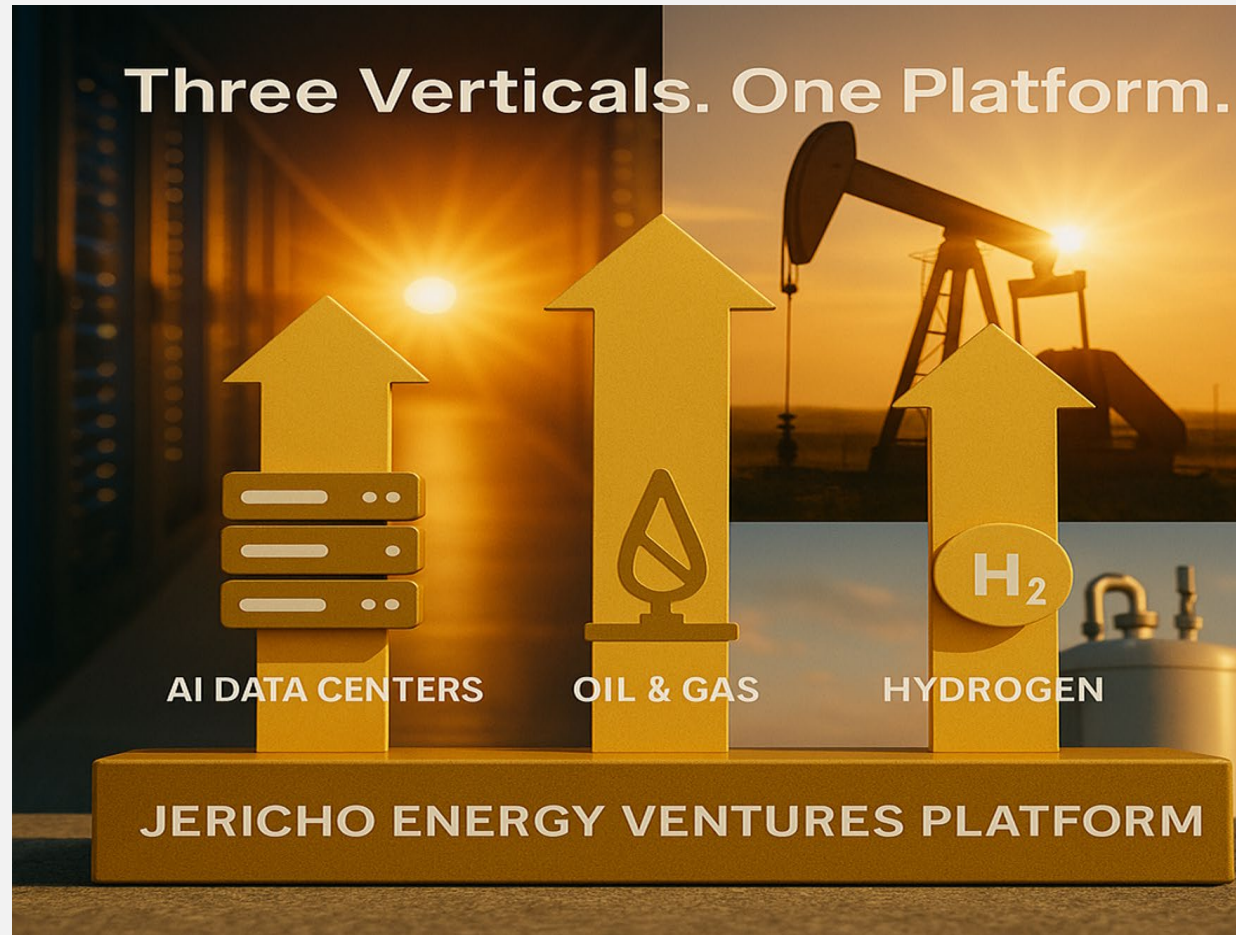 Three Verticals. One Platform.
H₂
AI DATA CENTERS
OIL & GAS
HYDROGEN
JERICHO ENERGY VENTURES PLATFORM